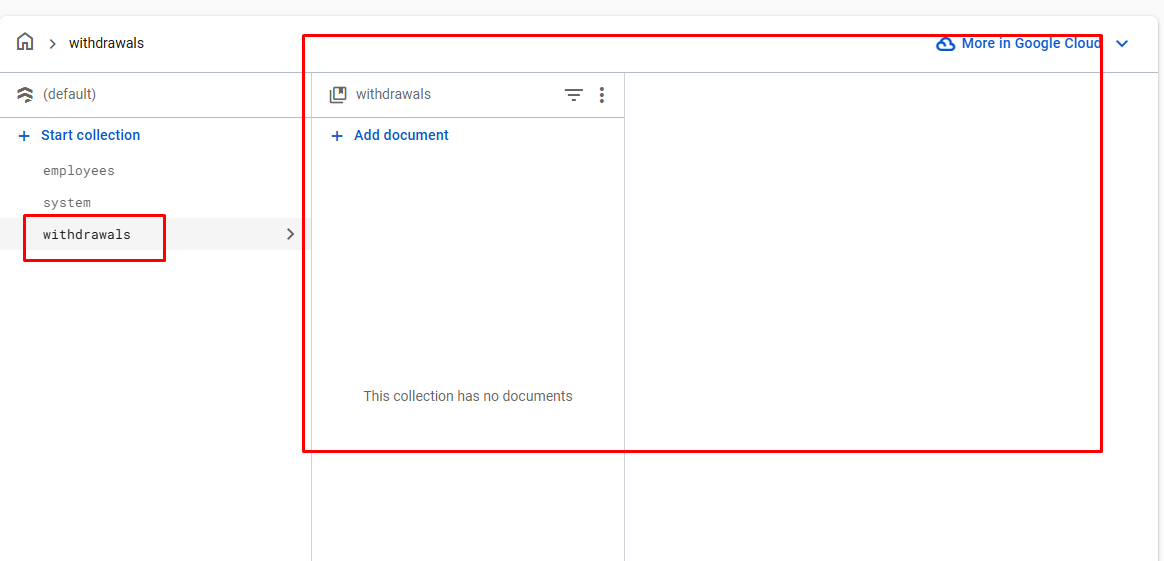 withdrawals
More in Google Cloud
(default)
withdrawals
Start collection
Add document
employees
system
withdrawals
This collection has no documents